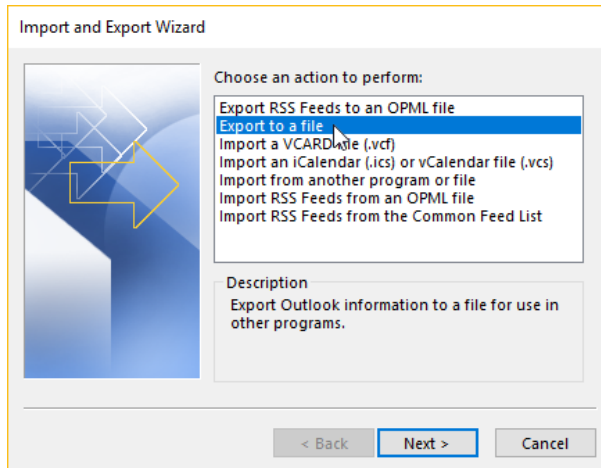 Import and Export Wizard
Choose an action to perform:
Export RSS Feeds to an OPML file
Export to a file
Import a VCARD file (.vcf)
Import an iCalendar (.ics) or vCalendar file (.vcs)
Import from another program or file
Import RSS Feeds from an OPML file
Import RSS Feeds from the Common Feed List
Description
Export Outlook information to a file for use in
other programs.
< Back Next > Cancel